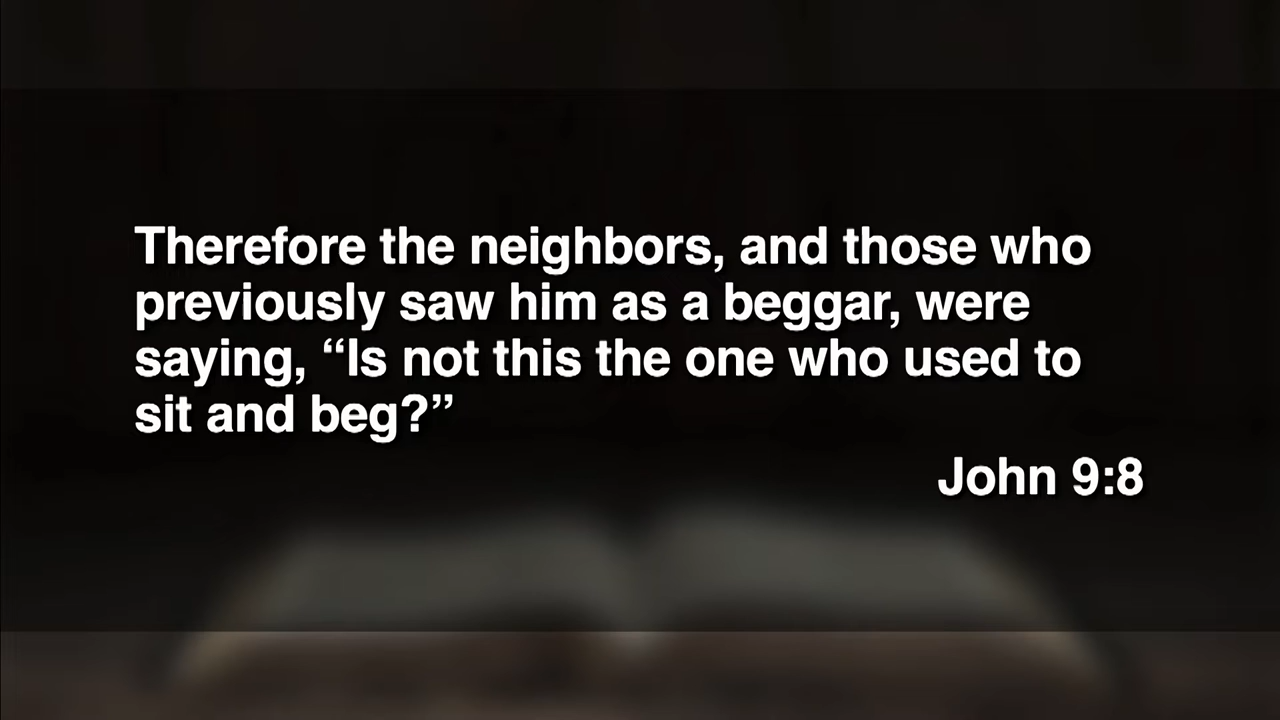 Therefore the neighbors, and those who
previously saw him as a beggar, were
saying, “Is not this the one who used to
sit and beg?”
John 9:8